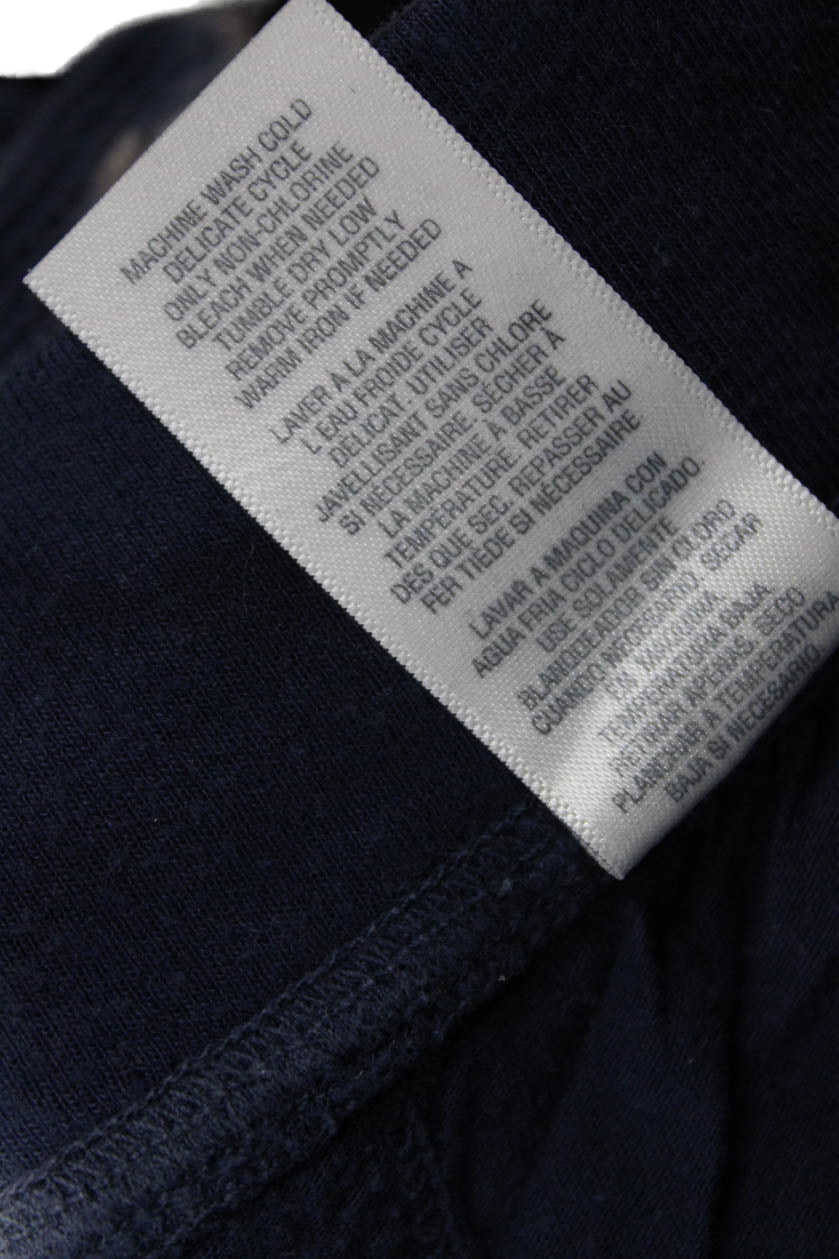 MACHINE WASH COLD
DELICATE CYCLE
ONLY NON-CHLORINE
BLEACH WHEN NEEDED
TUMBLE DRY LOW
REMOVE PROMPTLY
WARM IRON IF NEEDED
LAVER A LA MACHINE A
L'EAU FROIDE CYCLE
DÉLICAT. UTILISER
JAVELLISANT SANS CHLORE
SI NÉCESSAIRE. SÉCHER À
LA MACHINE À BASSE
TEMPERATURE. RETIRER
DES QUE SEC. REPASSER AU
FER TIÈDE SI NÉCESSAIRE
LAVAR A MAQUINA CON
AGUA FRIA CICLO DELICADO.
USE SOLAMENTE
BLANQUEADOR SIN CLORO
CUANDO NECESARIO. SECAR
EN MAQUINA
TEMPERATURA BAJA
RETIRAR APENAS. SECO
PLANCHAR A TEMPERATURA
BAJA SI NECESARIO.